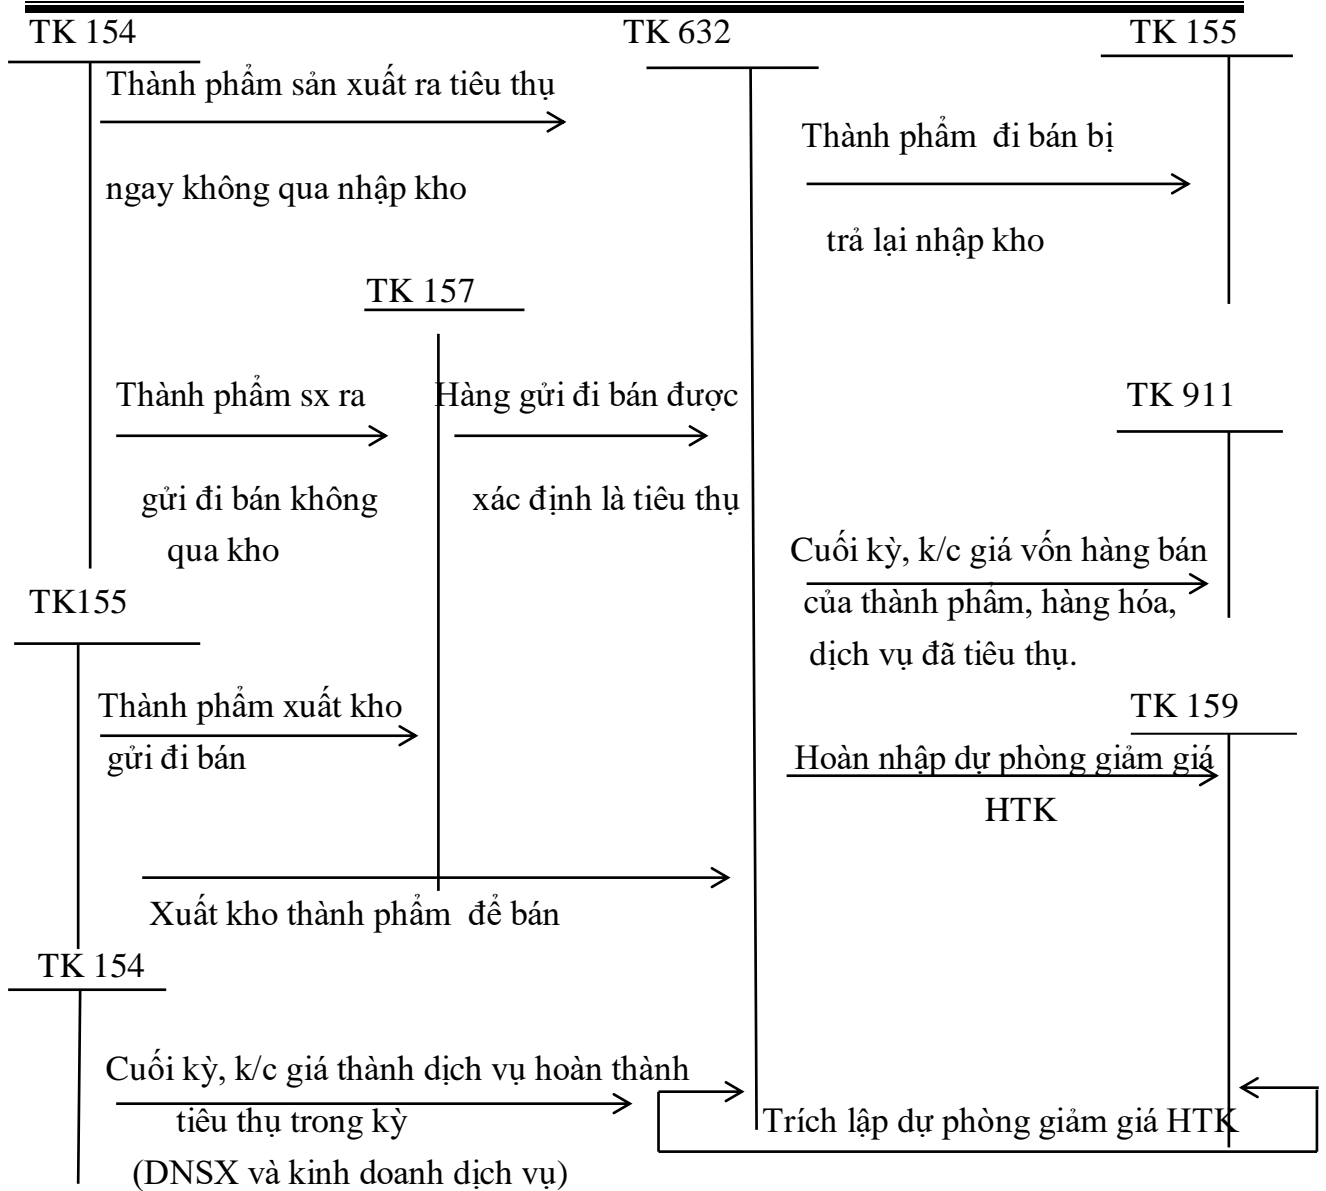 TK 154
TK 632
TK 155
Thành phẩm sản xuất ra tiêu thụ
ngay không qua nhập kho
Thành phẩm đi bán bị
trả lại nhập kho
TK 157
Thành phẩm sx ra
gửi đi bán không
qua kho
Hàng gửi đi bán được
xác định là tiêu thụ
TK 911
Cuối kỳ, k/c giá vốn hàng bán
của thành phẩm, hàng hóa,
dịch vụ đã tiêu thụ.
TK155
Thành phẩm xuất kho
gửi đi bán
TK 159
Hoàn nhập dự phòng giảm giá
HTK
Xuất kho thành phẩm để bán
TK 154
Cuối kỳ, k/c giá thành dịch vụ hoàn thành
tiêu thụ trong kỳ
(DNSX và kinh doanh dịch vụ)
Trích lập dự phòng giảm giá HTK